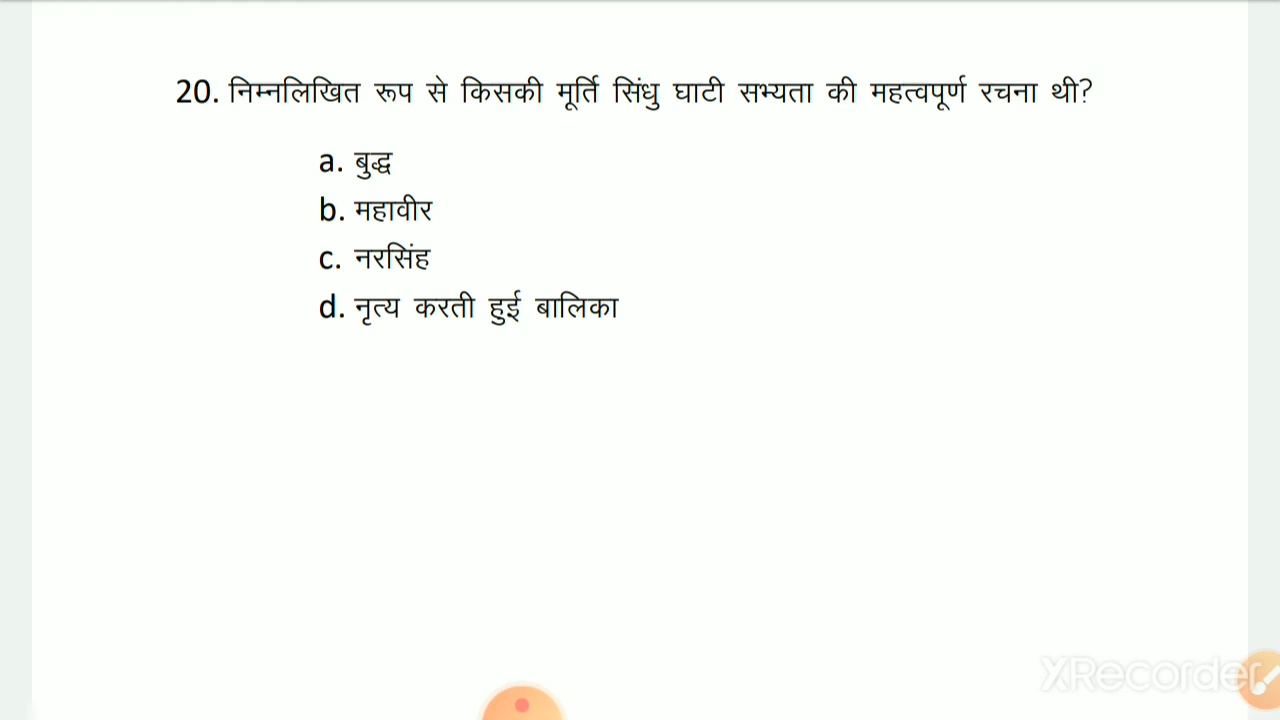 20. निम्नलिखित रूप से किसकी मूर्ति सिंधु घाटी सभ्यता की महत्वपूर्ण रचना थी?
a. बुद्ध
b. महावीर
c. नरसिंह
d. नृत्य करती हुई बालिका
XRecorder